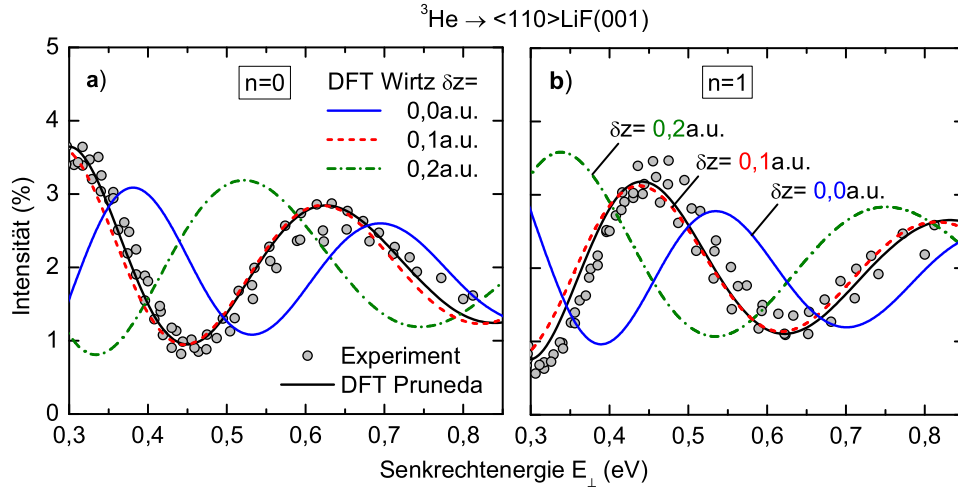 ³He → <110>LiF(001)
Intensität (%)
5
4
3
2
1
0
a)
n=0
DFT Wirtz δz=
0,0a.u.
0,1a.u.
0,2a.u.
Experiment
DFT Pruneda
0,3 0,4 0,5 0,6 0,7 0,8
b)
n=1
δz= 0,2a.u.
δz= 0,1a.u.
δz= 0,0a.u.
0,3 0,4 0,5 0,6 0,7 0,8
Senkrechtenergie E⊥ (eV)